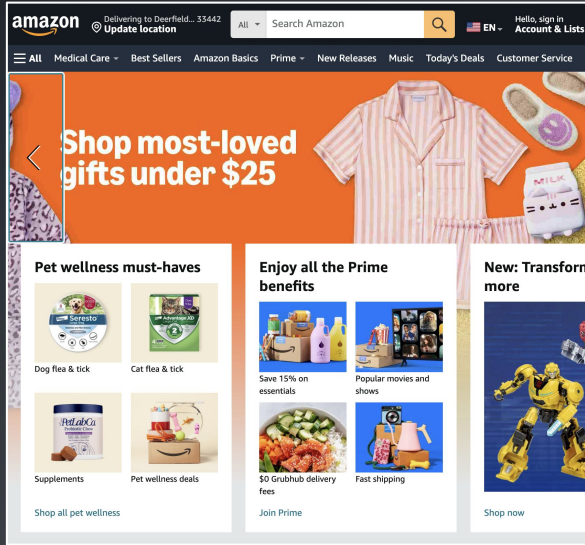 amazon
Delivering to Deerfield... 33442
Update location
All
Search Amazon
EN
Hello, sign in
Account & Lists
All
Medical Care
Best Sellers
Amazon Basics
Prime
New Releases
Music
Today's Deals
Customer Service
Shop most-loved
gifts under $25
MILK
Pet wellness must-haves
Seresto
Advantage XD
2
Dog flea & tick
Cat flea & tick
PetLabCo.
Probiotic Chews
Supplements
Pet wellness deals
Shop all pet wellness
Enjoy all the Prime
benefits
Save 15% on
essentials
Popular movies and
shows
$0 Grubhub delivery
fees
Fast shipping
Join Prime
New: Transforn
more
Shop now